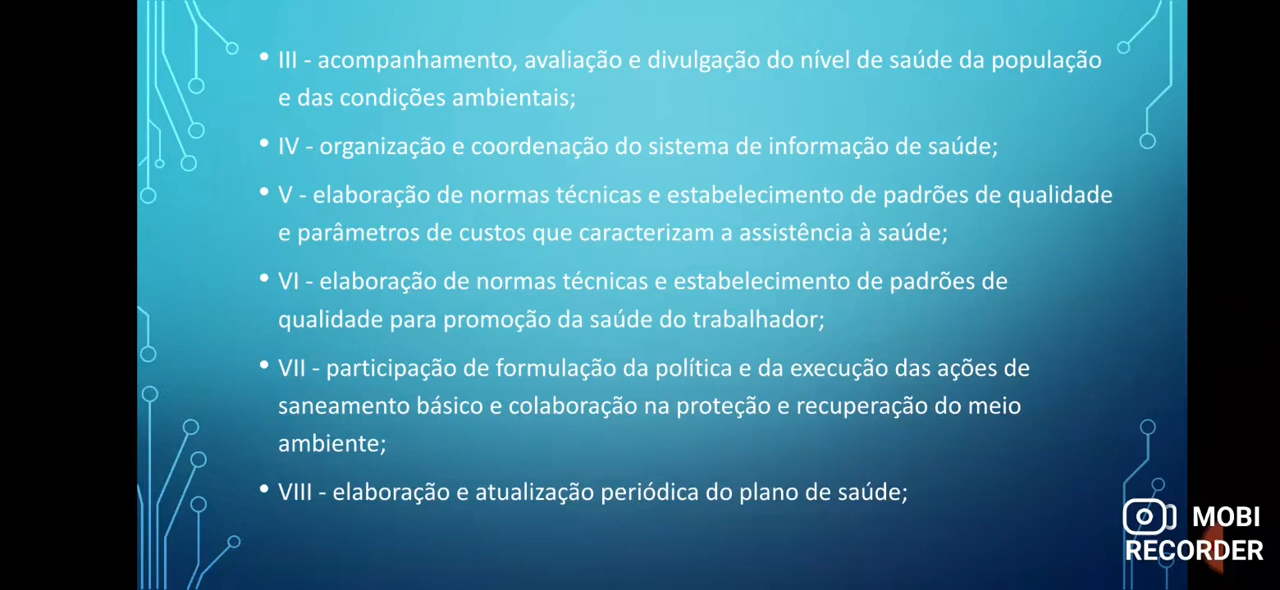 • III - acompanhamento, avaliação e divulgação do nível de saúde da população
e das condições ambientais;
• IV - organização e coordenação do sistema de informação de saúde;
• V - elaboração de normas técnicas e estabelecimento de padrões de qualidade
e parâmetros de custos que caracterizam a assistência à saúde;
• VI - elaboração de normas técnicas e estabelecimento de padrões de
qualidade para promoção da saúde do trabalhador;
• VII - participação de formulação da política e da execução das ações de
saneamento básico e colaboração na proteção e recuperação do meio
ambiente;
• VIII - elaboração e atualização periódica do plano de saúde;
MOBI
RECORDER